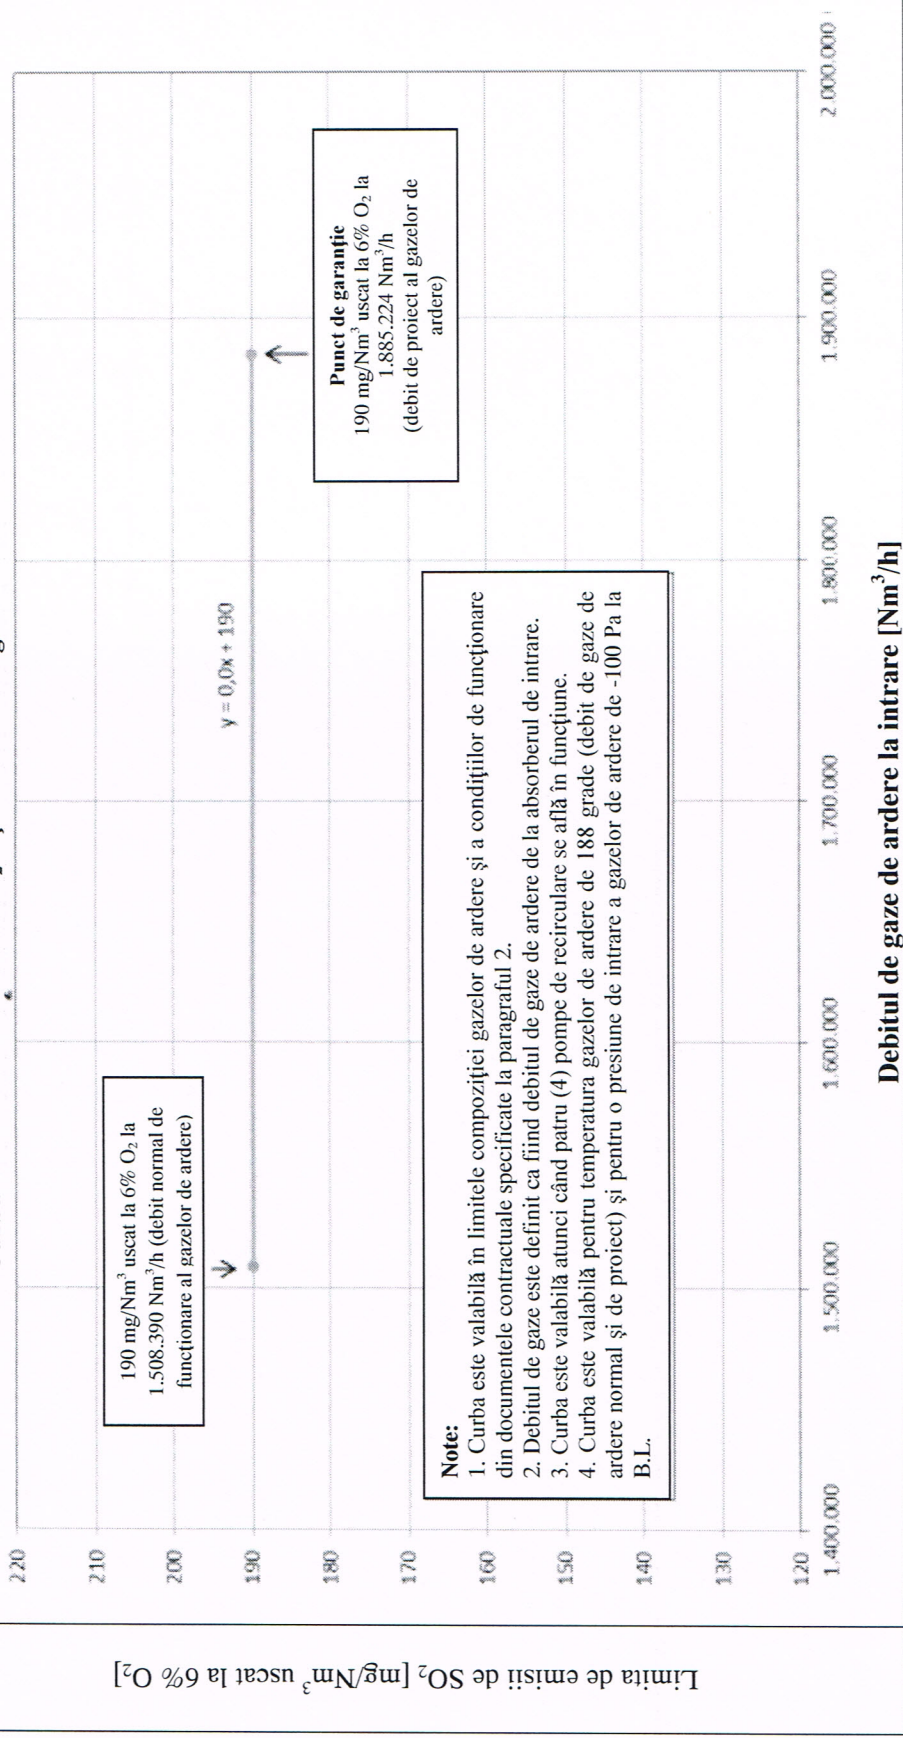 Limita de emisii de SO₂ [mg/Nm³ uscat la 6% O₂]
220
210
200
190
180
170
160
150
140
130
120
190 mg/Nm³ uscat la 6% O₂ la
1.508.390 Nm³/h (debit normal de
funcţionare al gazelor de ardere)
y = 0,0x + 190
Punct de garanţie
190 mg/Nm³ uscat la 6% O₂ la
1.885.224 Nm³/h
(debit de proiect al gazelor de
ardere)
Note:
1. Curba este valabilă în limitele compoziţiei gazelor de ardere şi a condiţiilor de funcţionare
din documentele contractuale specificate la paragraful 2.
2. Debitul de gaze este definit ca fiind debitul de gaze de ardere de la absorberul de intrare.
3. Curba este valabilă atunci când patru (4) pompe de recirculare se află în funcţiune.
4. Curba este valabilă pentru temperatura gazelor de ardere de 188 grade (debit de gaze de
ardere normal şi de proiect) şi pentru o presiune de intrare a gazelor de ardere de -100 Pa la
B.L.
1.400.000
1.500.000
1.600.000
1.700.000
1.800.000
1.900.000
2.000.000
Debitul de gaze de ardere la intrare [Nm³/h]